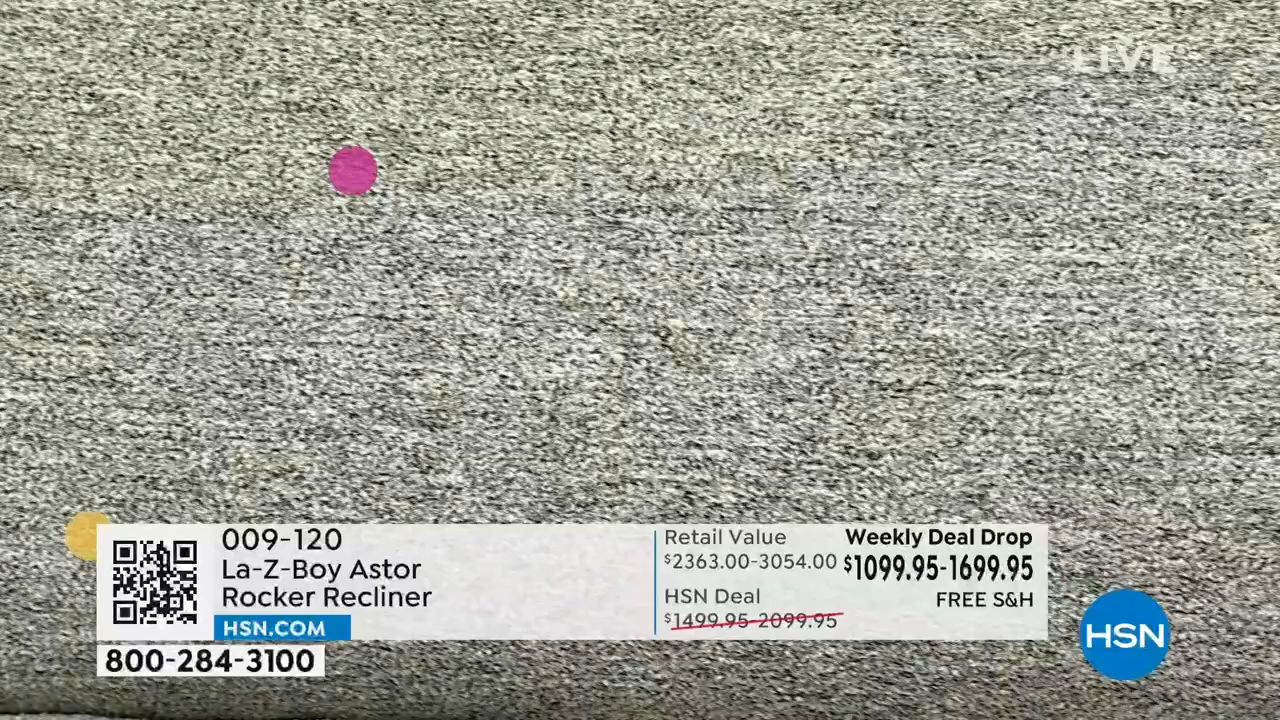 LIVE
009-120
La-Z-Boy Astor
Rocker Recliner
HSN.COM
800-284-3100
Retail Value
$2363.00-3054.00
HSN Deal
$1499.95-2099.95
Weekly Deal Drop
$1099.95-1699.95
FREE S&H
HSN